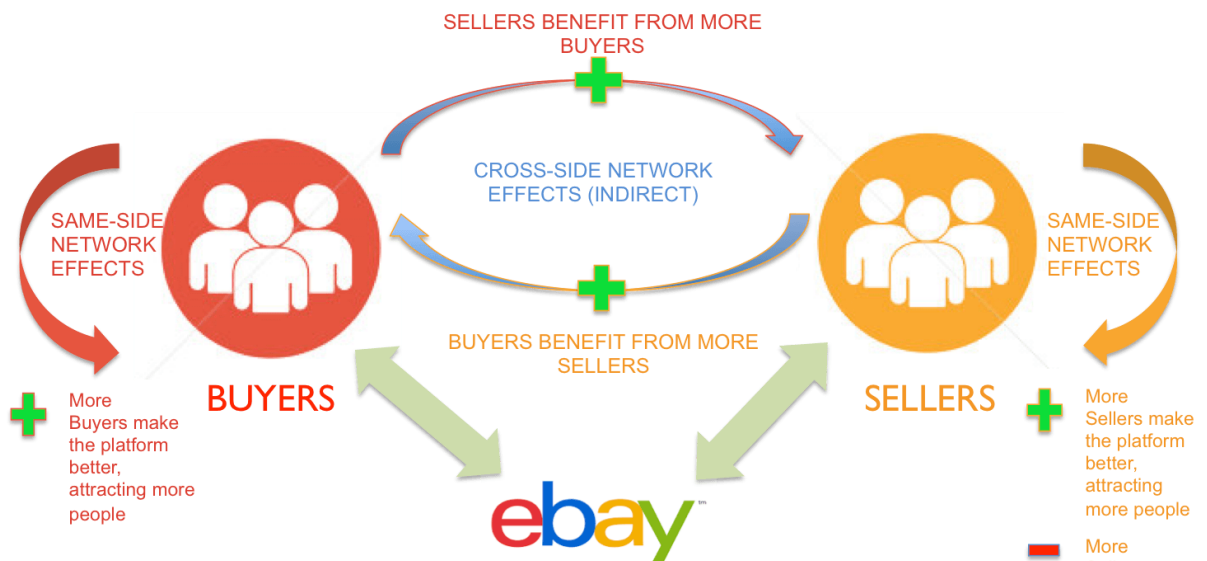 SELLERS BENEFIT FROM MORE
BUYERS
CROSS-SIDE NETWORK
EFFECTS (INDIRECT)
SAME-SIDE
NETWORK
EFFECTS
SAME-SIDE
NETWORK
EFFECTS
BUYERS BENEFIT FROM MORE
SELLERS
BUYERS
SELLERS
More
Buyers make
the platform
better,
attracting more
people
More
Sellers make
the platform
better,
attracting
more people
More
ebay™